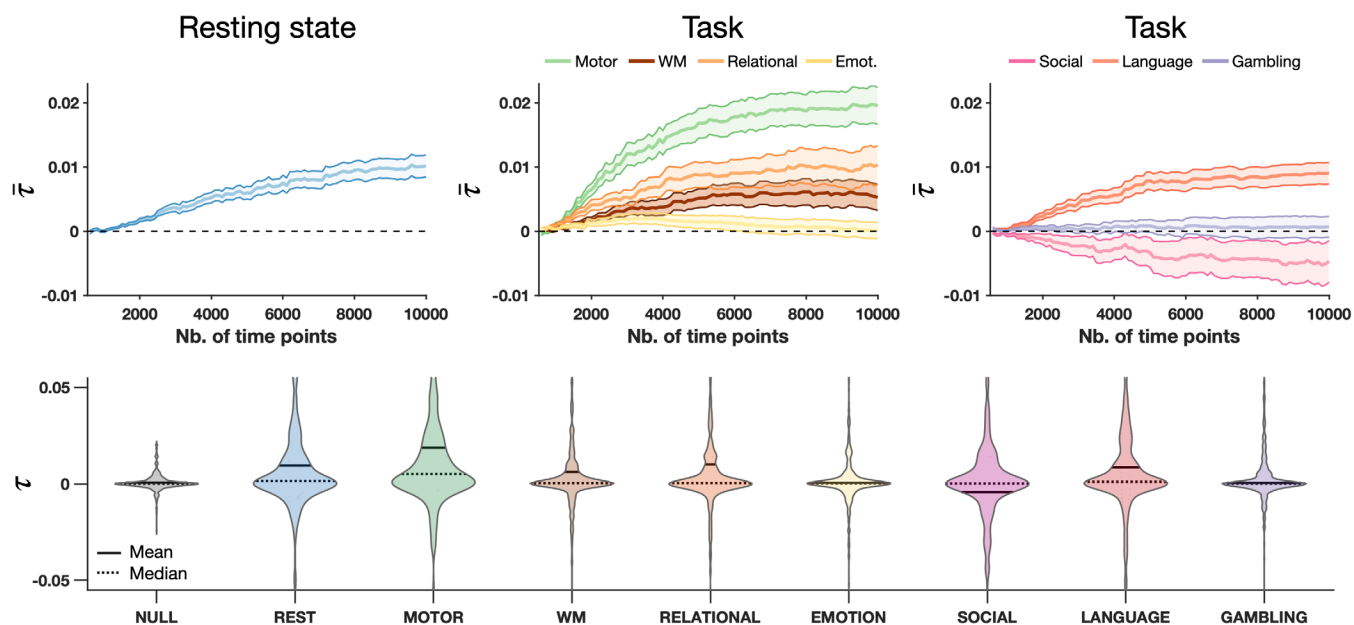 Resting state
Task
Task
Motor WM Relational Emot.
Social Language Gambling
0.02
0.01
0
-0.01
τ̄
2000 4000 6000 8000 10000
Nb. of time points
0.02
0.01
0
-0.01
τ̄
2000 4000 6000 8000 10000
Nb. of time points
0.02
0.01
0
-0.01
τ̄
2000 4000 6000 8000 10000
Nb. of time points
0.05
0
-0.05
τ
Mean
Median
NULL REST MOTOR WM RELATIONAL EMOTION SOCIAL LANGUAGE GAMBLING